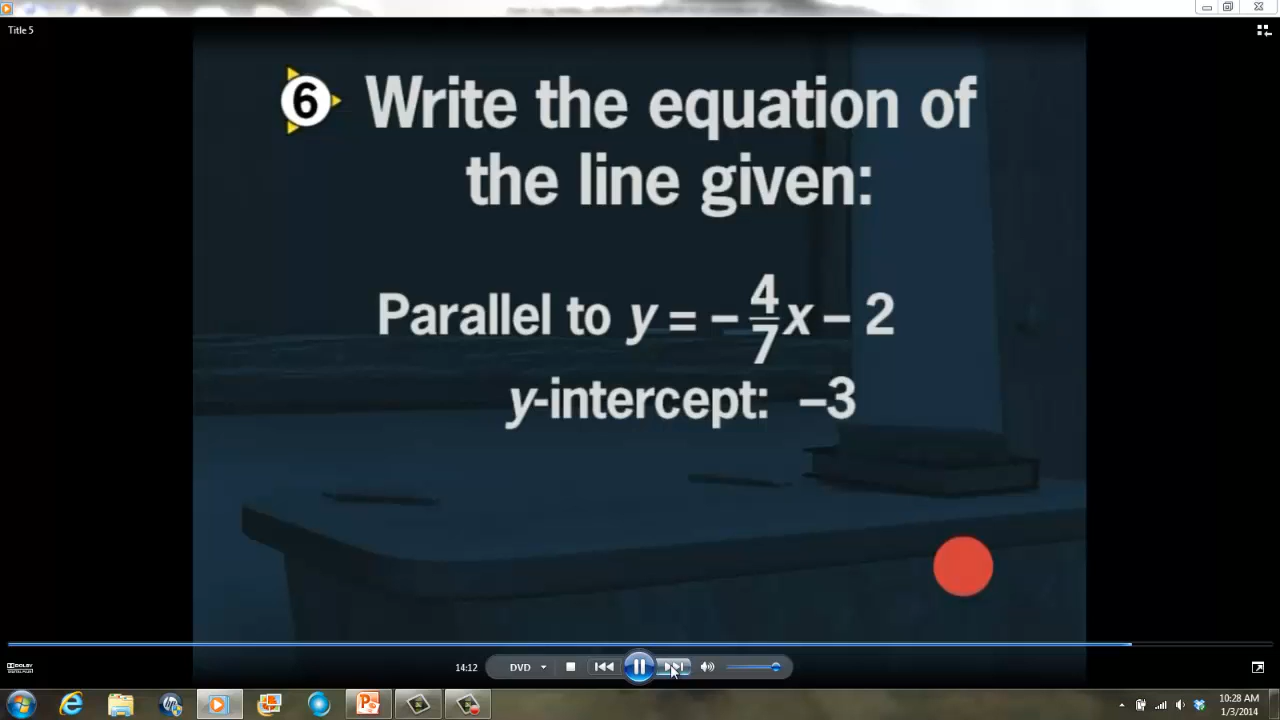 Title 5
6 Write the equation of
the line given:
Parallel to y = – 4/7 x – 2
y-intercept: –3
14:12 DVD
10:28 AM
1/3/2014